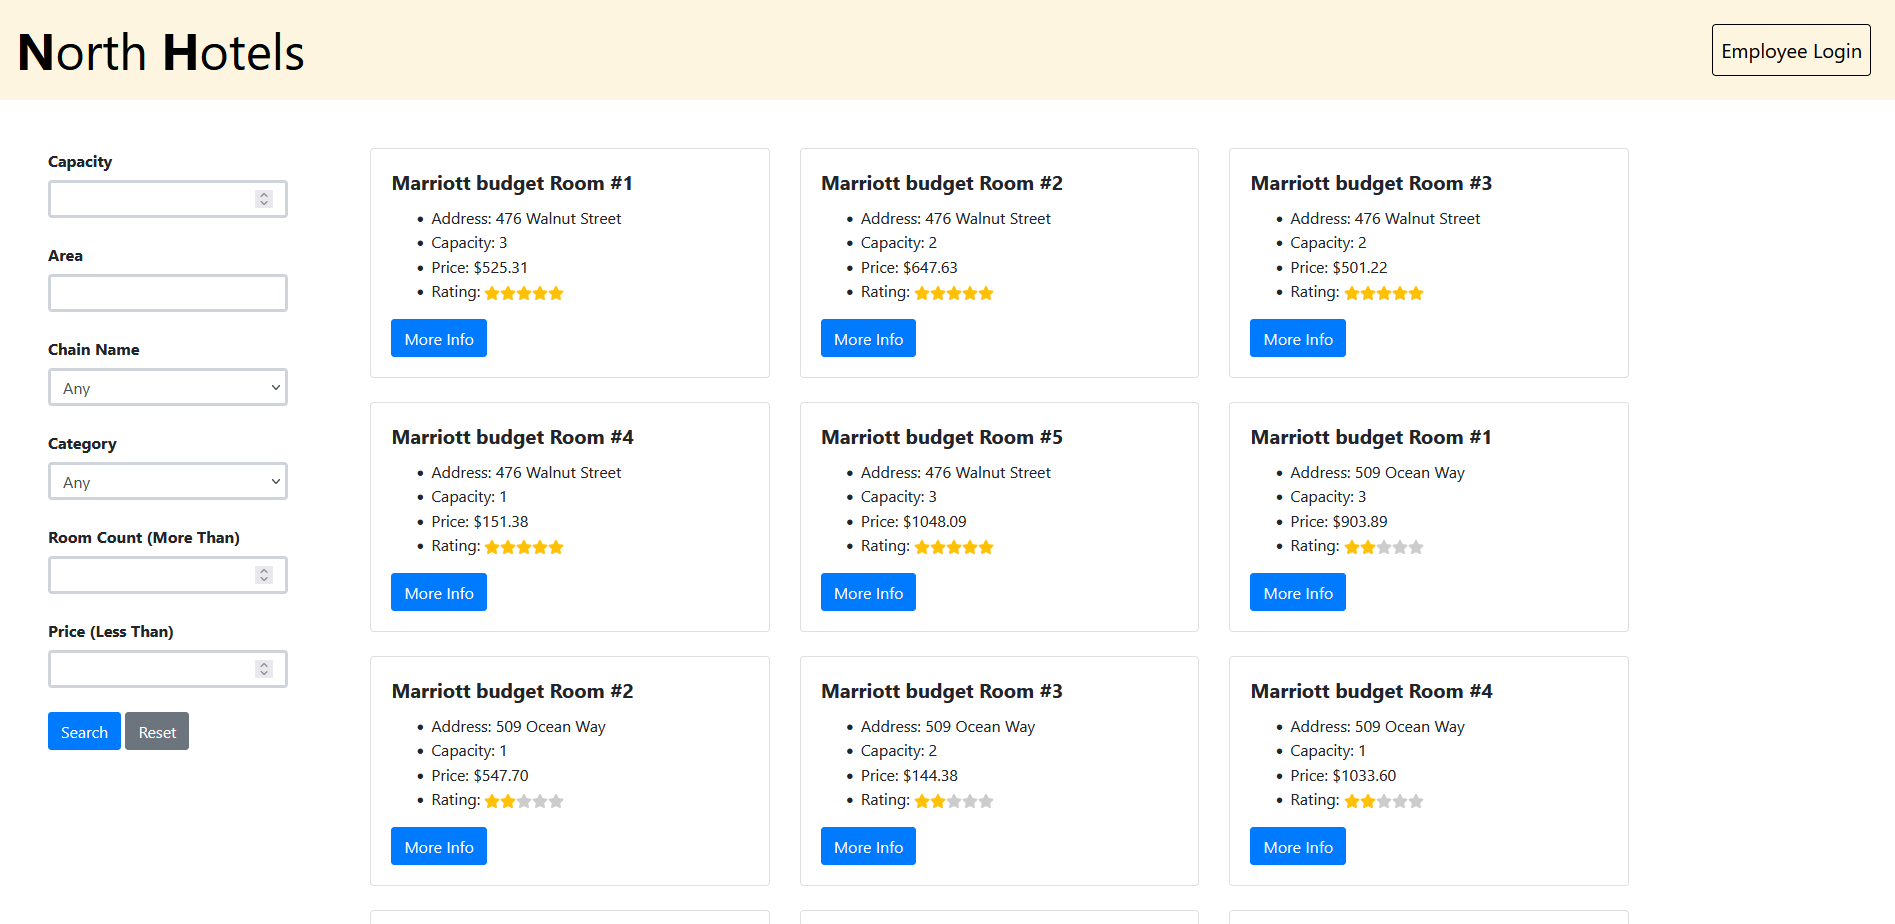 North Hotels
Employee Login
Capacity
Area
Chain Name
Any
Category
Any
Room Count (More Than)
Price (Less Than)
Search
Reset
Marriott budget Room #1
Address: 476 Walnut Street
Capacity: 3
Price: $525.31
Rating:
More Info
Marriott budget Room #2
Address: 476 Walnut Street
Capacity: 2
Price: $647.63
Rating:
More Info
Marriott budget Room #3
Address: 476 Walnut Street
Capacity: 2
Price: $501.22
Rating:
More Info
Marriott budget Room #4
Address: 476 Walnut Street
Capacity: 1
Price: $151.38
Rating:
More Info
Marriott budget Room #5
Address: 476 Walnut Street
Capacity: 3
Price: $1048.09
Rating:
More Info
Marriott budget Room #1
Address: 509 Ocean Way
Capacity: 3
Price: $903.89
Rating:
More Info
Marriott budget Room #2
Address: 509 Ocean Way
Capacity: 1
Price: $547.70
Rating:
More Info
Marriott budget Room #3
Address: 509 Ocean Way
Capacity: 2
Price: $144.38
Rating:
More Info
Marriott budget Room #4
Address: 509 Ocean Way
Capacity: 1
Price: $1033.60
Rating:
More Info